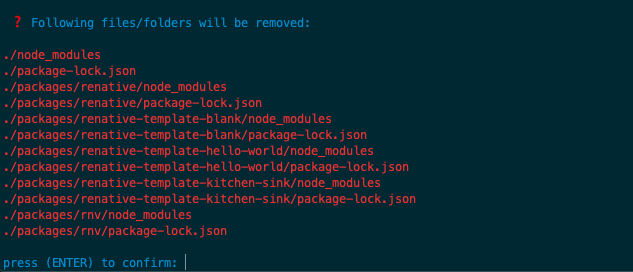 ? Following files/folders will be removed:
./node_modules
./package-lock.json
./packages/renative/node_modules
./packages/renative/package-lock.json
./packages/renative-template-blank/node_modules
./packages/renative-template-blank/package-lock.json
./packages/renative-template-hello-world/node_modules
./packages/renative-template-hello-world/package-lock.json
./packages/renative-template-kitchen-sink/node_modules
./packages/renative-template-kitchen-sink/package-lock.json
./packages/rnv/node_modules
./packages/rnv/package-lock.json
press (ENTER) to confirm: